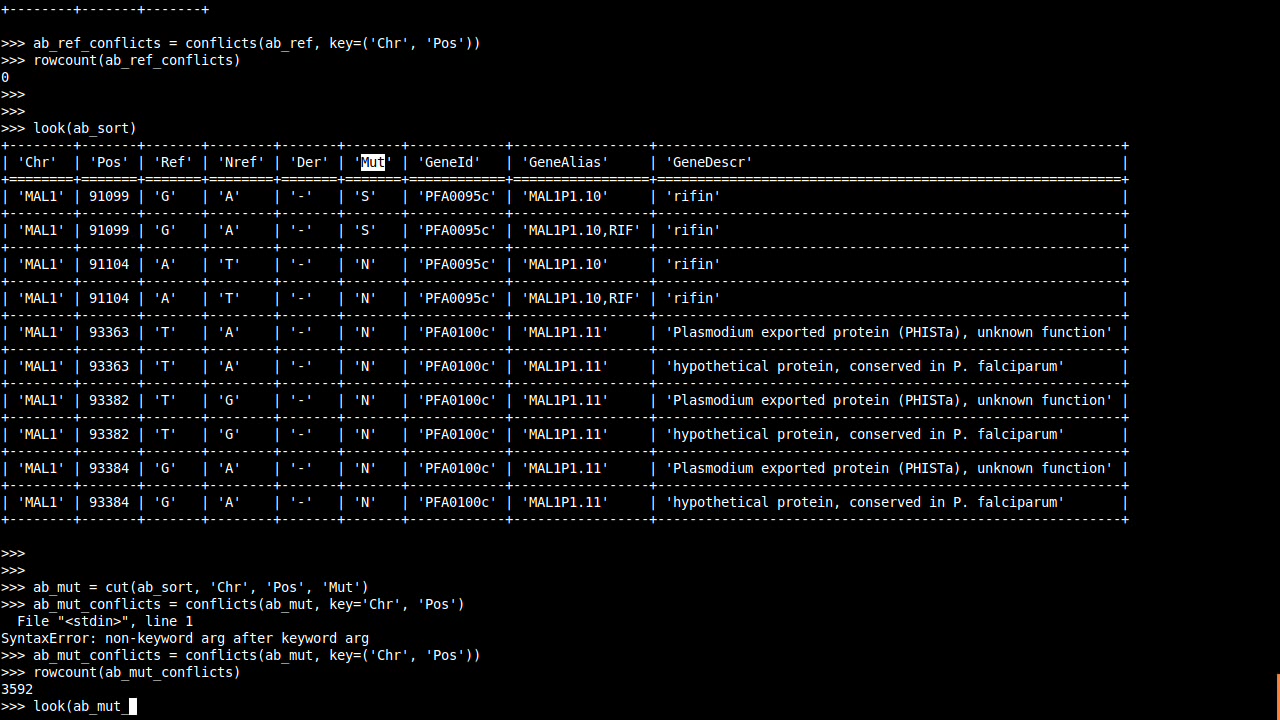 +--------+-------+-------+
>>> ab_ref_conflicts = conflicts(ab_ref, key=('Chr', 'Pos'))
>>> rowcount(ab_ref_conflicts)
0
>>>
>>>
>>> look(ab_sort)
+--------+-------+-------+--------+-------+-------+------------+-----------------+----------------------------------------------------------+
| 'Chr'  | 'Pos' | 'Ref' | 'Nref' | 'Der' | 'Mut' | 'GeneId'   | 'GeneAlias'     | 'GeneDescr'                                              |
+========+=======+=======+========+=======+=======+============+=================+==========================================================+
| 'MAL1' | 91099 | 'G'   | 'A'    | '-'   | 'S'   | 'PFA0095c' | 'MAL1P1.10'     | 'rifin'                                                  |
+--------+-------+-------+--------+-------+-------+------------+-----------------+----------------------------------------------------------+
| 'MAL1' | 91099 | 'G'   | 'A'    | '-'   | 'S'   | 'PFA0095c' | 'MAL1P1.10,RIF' | 'rifin'                                                  |
+--------+-------+-------+--------+-------+-------+------------+-----------------+----------------------------------------------------------+
| 'MAL1' | 91104 | 'A'   | 'T'    | '-'   | 'N'   | 'PFA0095c' | 'MAL1P1.10'     | 'rifin'                                                  |
+--------+-------+-------+--------+-------+-------+------------+-----------------+----------------------------------------------------------+
| 'MAL1' | 91104 | 'A'   | 'T'    | '-'   | 'N'   | 'PFA0095c' | 'MAL1P1.10,RIF' | 'rifin'                                                  |
+--------+-------+-------+--------+-------+-------+------------+-----------------+----------------------------------------------------------+
| 'MAL1' | 93363 | 'T'   | 'A'    | '-'   | 'N'   | 'PFA0100c' | 'MAL1P1.11'     | 'Plasmodium exported protein (PHISTa), unknown function' |
+--------+-------+-------+--------+-------+-------+------------+-----------------+----------------------------------------------------------+
| 'MAL1' | 93363 | 'T'   | 'A'    | '-'   | 'N'   | 'PFA0100c' | 'MAL1P1.11'     | 'hypothetical protein, conserved in P. falciparum'       |
+--------+-------+-------+--------+-------+-------+------------+-----------------+----------------------------------------------------------+
| 'MAL1' | 93382 | 'T'   | 'G'    | '-'   | 'N'   | 'PFA0100c' | 'MAL1P1.11'     | 'Plasmodium exported protein (PHISTa), unknown function' |
+--------+-------+-------+--------+-------+-------+------------+-----------------+----------------------------------------------------------+
| 'MAL1' | 93382 | 'T'   | 'G'    | '-'   | 'N'   | 'PFA0100c' | 'MAL1P1.11'     | 'hypothetical protein, conserved in P. falciparum'       |
+--------+-------+-------+--------+-------+-------+------------+-----------------+----------------------------------------------------------+
| 'MAL1' | 93384 | 'G'   | 'A'    | '-'   | 'N'   | 'PFA0100c' | 'MAL1P1.11'     | 'Plasmodium exported protein (PHISTa), unknown function' |
+--------+-------+-------+--------+-------+-------+------------+-----------------+----------------------------------------------------------+
| 'MAL1' | 93384 | 'G'   | 'A'    | '-'   | 'N'   | 'PFA0100c' | 'MAL1P1.11'     | 'hypothetical protein, conserved in P. falciparum'       |
+--------+-------+-------+--------+-------+-------+------------+-----------------+----------------------------------------------------------+
>>>
>>>
>>> ab_mut = cut(ab_sort, 'Chr', 'Pos', 'Mut')
>>> ab_mut_conflicts = conflicts(ab_mut, key='Chr', 'Pos')
  File "<stdin>", line 1
SyntaxError: non-keyword arg after keyword arg
>>> ab_mut_conflicts = conflicts(ab_mut, key=('Chr', 'Pos'))
>>> rowcount(ab_mut_conflicts)
3592
>>> look(ab_mut_